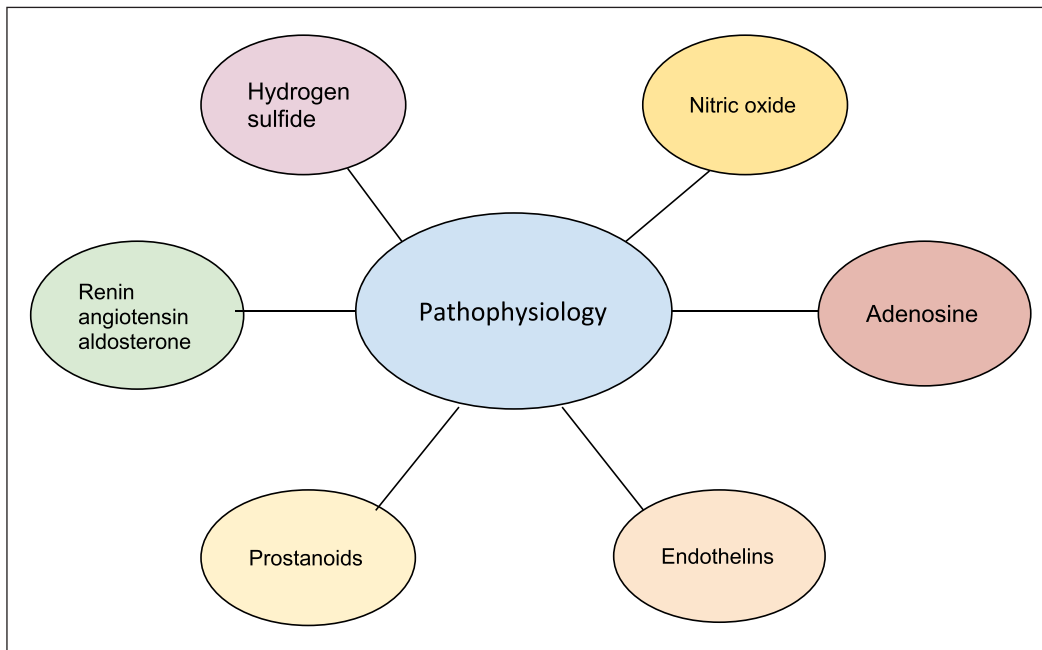 Hydrogen
sulfide
Nitric oxide
Renin
angiotensin
aldosterone
Pathophysiology
Adenosine
Prostanoids
Endothelins